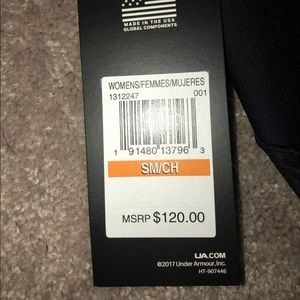 MADE IN THE USA
GLOBAL COMPONENTS
WOMENS/FEMMES/MUJERES
1312247 001
1 91480 13796 3
SM/CH
MSRP $120.00
UA.COM
©2017 Under Armour, Inc.
HT-907446